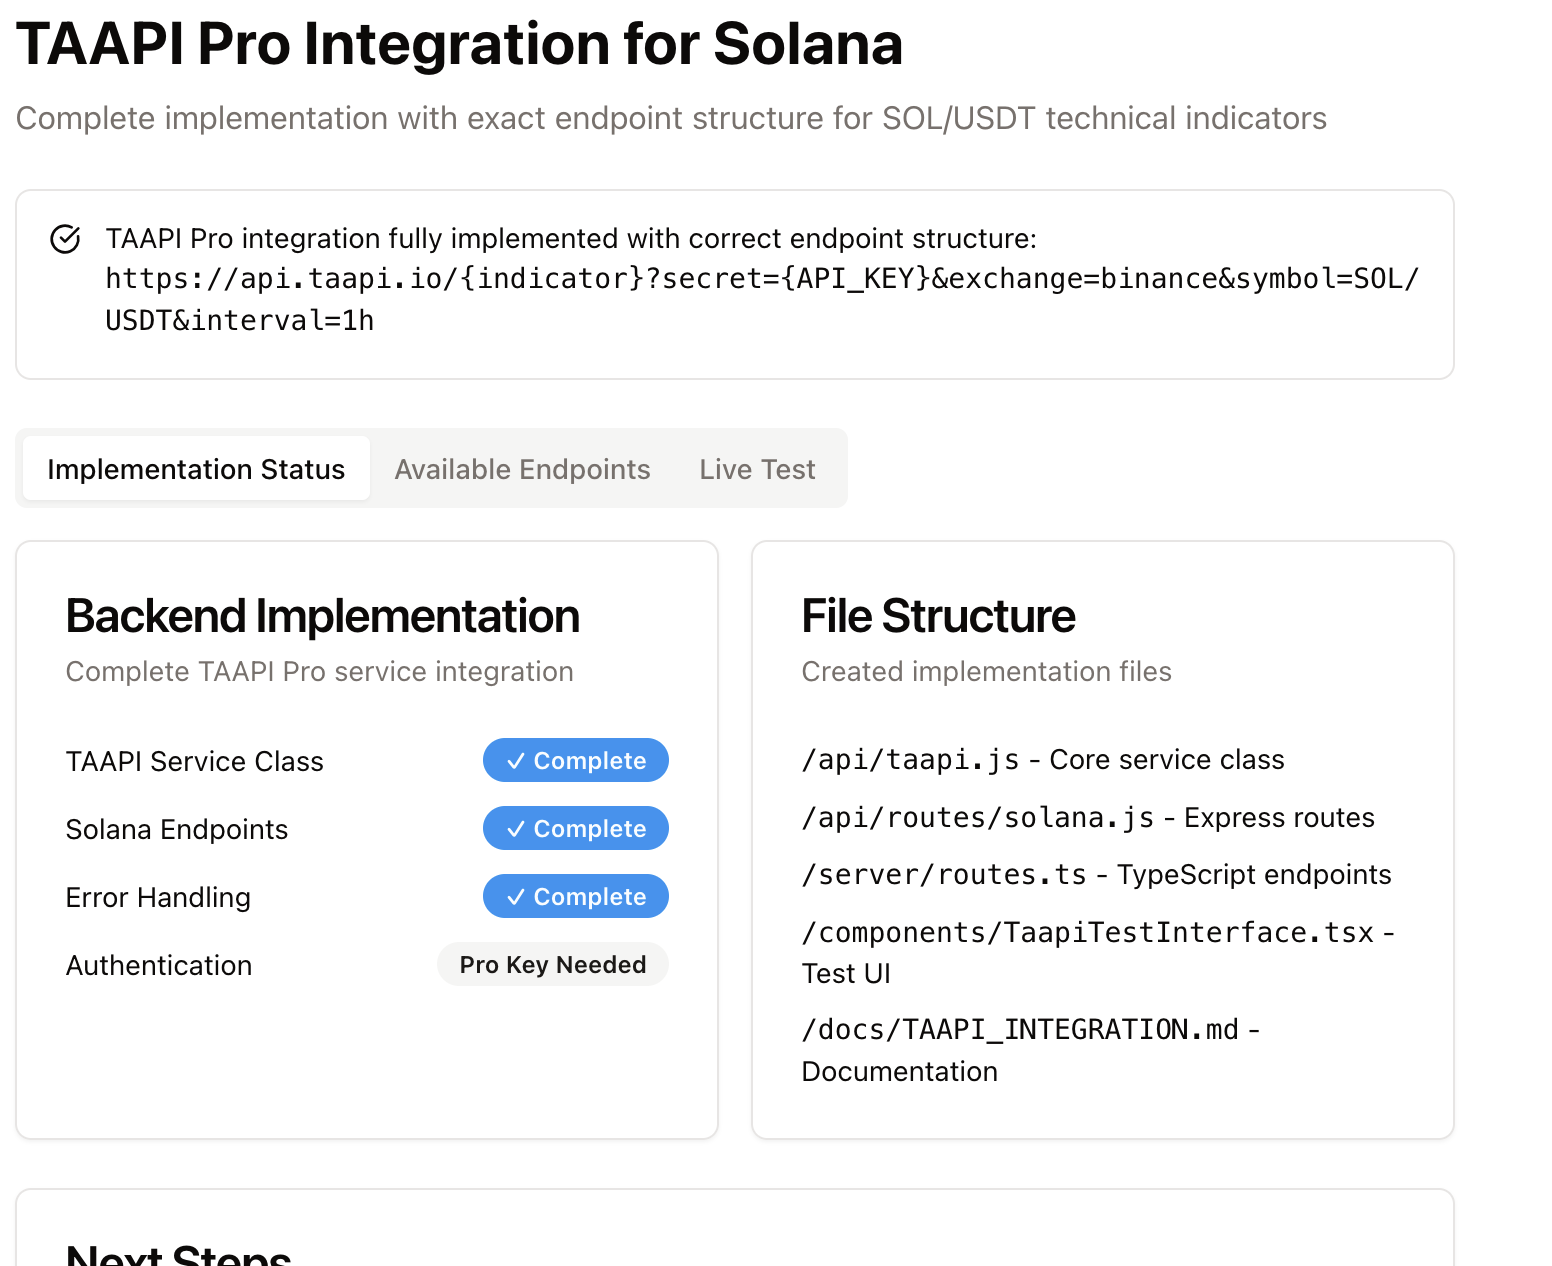 TAAPI Pro Integration for Solana
Complete implementation with exact endpoint structure for SOL/USDT technical indicators
TAAPI Pro integration fully implemented with correct endpoint structure:
https://api.taapi.io/{indicator}?secret={API_KEY}&exchange=binance&symbol=SOL/
USDT&interval=1h
Implementation Status
Available Endpoints
Live Test
Backend Implementation
Complete TAAPI Pro service integration
TAAPI Service Class
✓ Complete
Solana Endpoints
✓ Complete
Error Handling
✓ Complete
Authentication
Pro Key Needed
File Structure
Created implementation files
/api/taapi.js - Core service class
/api/routes/solana.js - Express routes
/server/routes.ts - TypeScript endpoints
/components/TaapiTestInterface.tsx -
Test UI
/docs/TAAPI_INTEGRATION.md -
Documentation
Next Steps